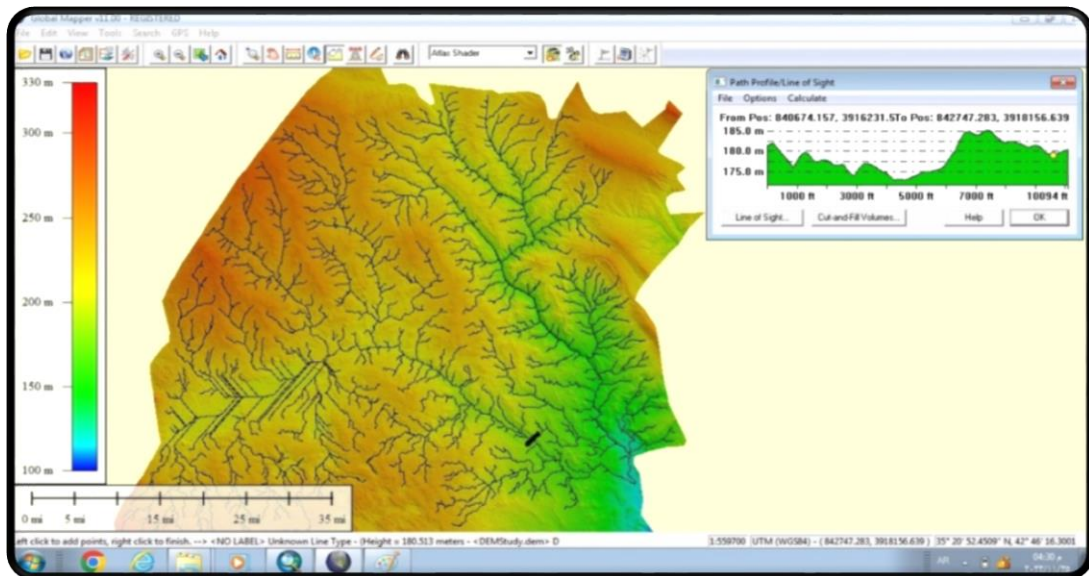 Global Mapper v11.00 - REGISTERED
File Edit View Tools Search GPS Help
Atlas Shader
330 m
300 m
250 m
200 m
150 m
100 m
0 mi 5 mi 15 mi 25 mi 35 mi
Path Profile/Line of Sight
File Options Calculate
From Pos: 840674.157, 3916231.5To Pos: 842747.283, 3918156.639
185.0 m
180.0 m
175.0 m
1000 ft 3000 ft 5000 ft 7000 ft 10094 ft
Line of Sight... Cut-and-Fill Volumes... Help OK
Left click to add points, right click to finish. --> <NO LABEL> Unknown Line Type - (Height = 180.513 meters - <DEMStudy.dem> D
1:559700 UTM (WGS84) - ( 842747.283, 3918156.639 ) 35° 20' 52.4509" N, 42° 46' 16.3001
AR
04:30 م